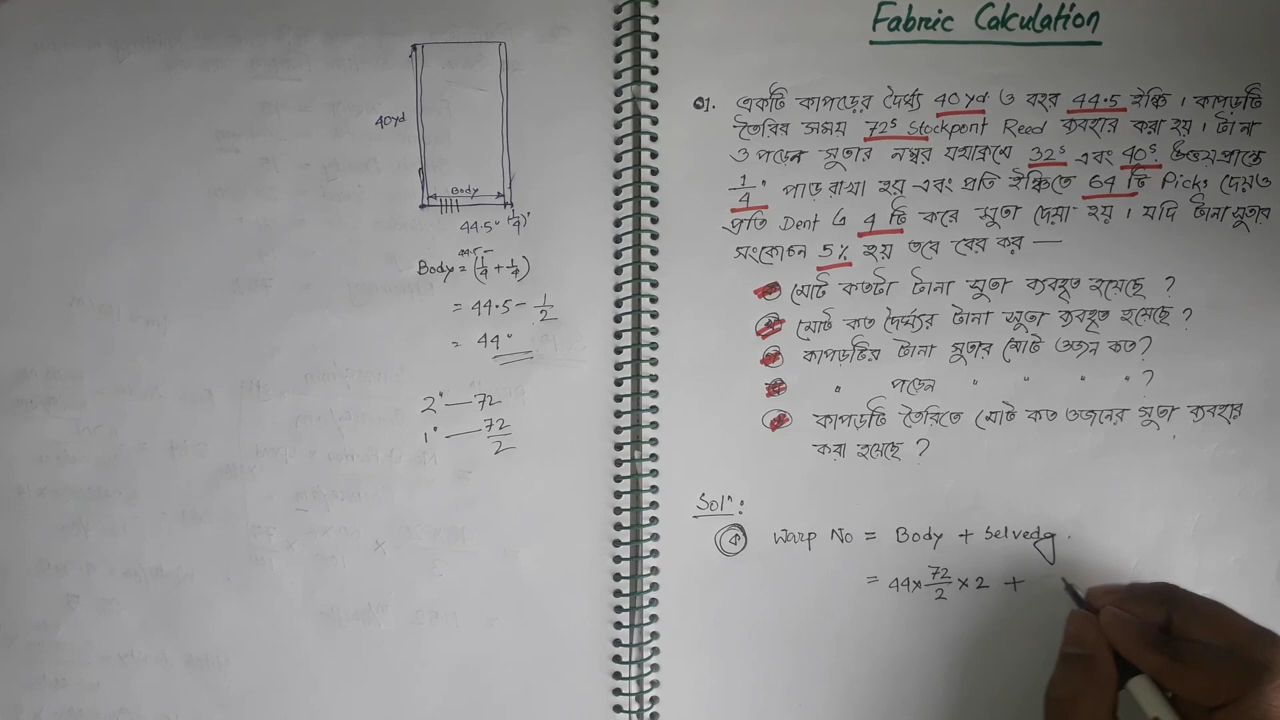 40yd
Body
44.5" (1/4)"
Body = 44.5 - (1/4 + 1/4)
= 44.5 - 1/2
= 44"
2" — 72
1" — 72/2
Fabric Calculation
01. একটি কাপড়ের দৈর্ঘ্য 40 yd ও বহর 44.5 ইঞ্চি । কাপড়টি
তৈরির সময় 72s Stockport Reed ব্যবহার করা হয় । টানা
ও পড়েন সুতার নম্বর যথাক্রমে 32s এবং 40s. উভয়প্রান্তে
1/4" পাড় রাখা হয় এবং প্রতি ইঞ্চিতে 64 টি Picks দেয়াও
প্রতি Dent এ 4 টি করে সুতা দেয়া হয় । যদি টানা সুতার
সংকোচন 5% হয় তবে বের কর —
মোট কতটা টানা সুতা ব্যবহৃত হয়েছে ?
মোট কত দৈর্ঘ্যের টানা সুতা ব্যবহৃত হয়েছে ?
কাপড়টির টানা সুতার মোট ওজন কত ?
" পড়েন " " " " ?
কাপড়টি তৈরিতে মোট কত ওজনের সুতা ব্যবহার
করা হয়েছে ?
Solⁿ:
ক Warp No = Body + Selvedg.
= 44 × 72/2 × 2 +